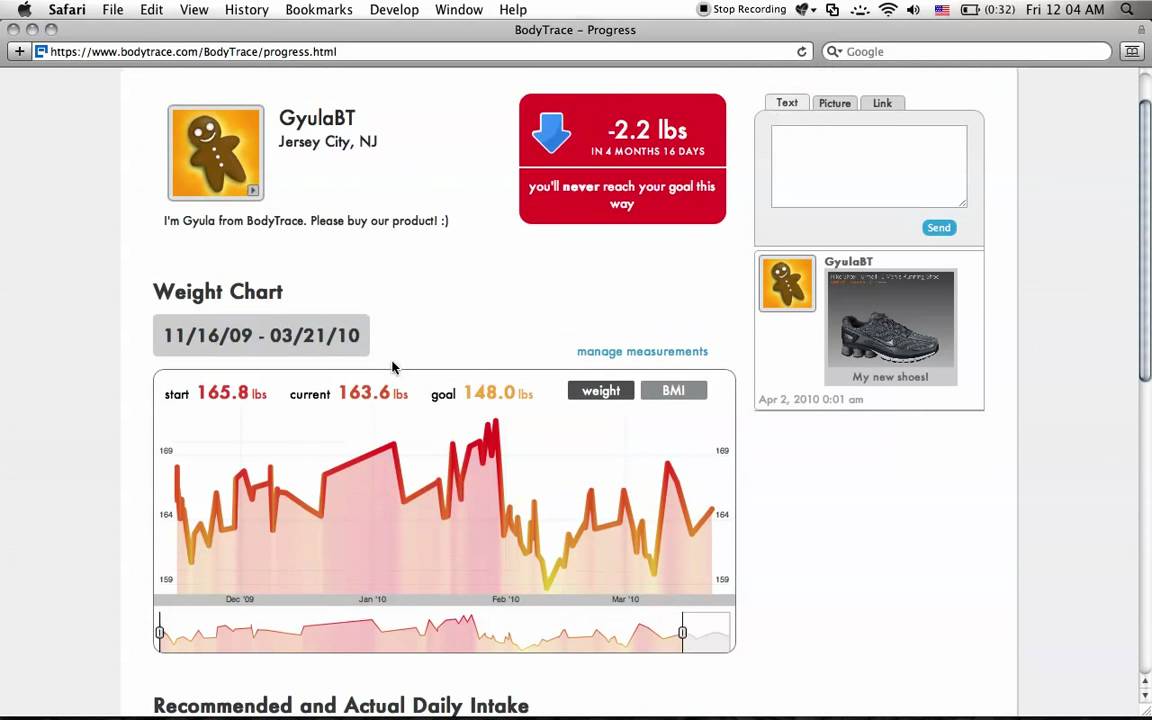 Safari File Edit View History Bookmarks Develop Window Help Stop Recording (0:32) Fri 12 04 AM
BodyTrace – Progress
https://www.bodytrace.com/BodyTrace/progress.html Google
GyulaBT
Jersey City, NJ
I'm Gyula from BodyTrace. Please buy our product! :)
-2.2 lbs
IN 4 MONTHS 16 DAYS
you'll never reach your goal this
way
Text Picture Link
Send
GyulaBT
My new shoes!
Apr 2, 2010 0:01 am
Weight Chart
11/16/09 - 03/21/10
manage measurements
start 165.8 lbs current 163.6 lbs goal 148.0 lbs weight BMI
169 169
164 164
159 159
Dec '09 Jan '10 Feb '10 Mar '10
Recommended and Actual Daily Intake